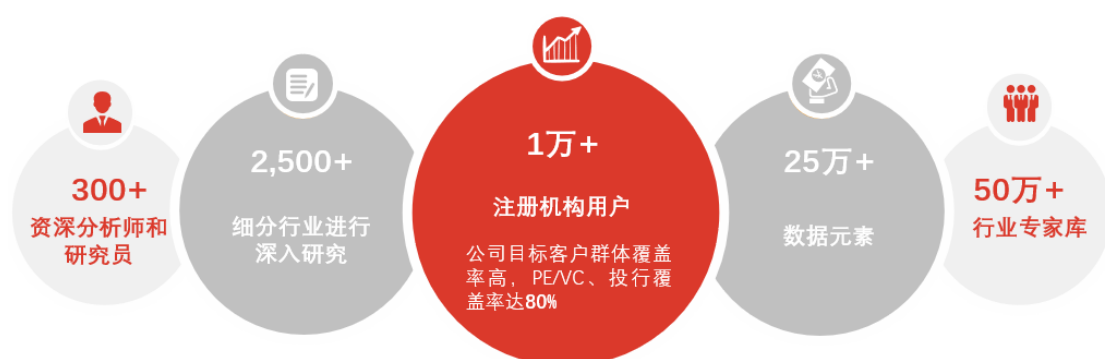 300+
资深分析师和
研究员
2,500+
细分行业进行
深入研究
1万+
注册机构用户
公司目标客户群体覆盖
率高，PE/VC、投行覆
盖率达80%
25万+
数据元素
50万+
行业专家库